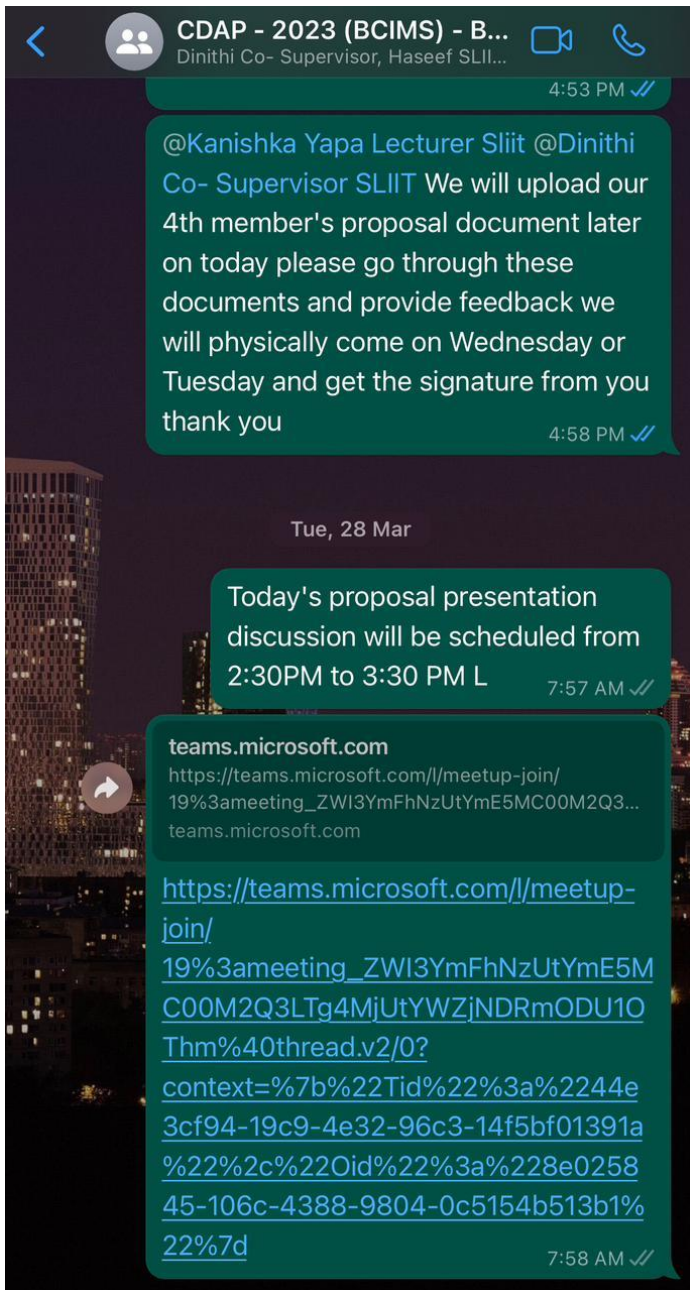 CDAP - 2023 (BCIMS) - B...
Dinithi Co- Supervisor, Haseef SLII...
4:53 PM
@Kanishka Yapa Lecturer Sliit @Dinithi
Co- Supervisor SLIIT We will upload our
4th member's proposal document later
on today please go through these
documents and provide feedback we
will physically come on Wednesday or
Tuesday and get the signature from you
thank you
4:58 PM
Tue, 28 Mar
Today's proposal presentation
discussion will be scheduled from
2:30PM to 3:30 PM L
7:57 AM
teams.microsoft.com
https://teams.microsoft.com/l/meetup-join/
19%3ameeting_ZWI3YmFhNzUtYmE5MC00M2Q3...
teams.microsoft.com
https://teams.microsoft.com/l/meetup-
join/
19%3ameeting_ZWI3YmFhNzUtYmE5M
C00M2Q3LTg4MjUtYWZjNDRmODU1O
Thm%40thread.v2/0?
context=%7b%22Tid%22%3a%2244e
3cf94-19c9-4e32-96c3-14f5bf01391a
%22%2c%22Oid%22%3a%228e0258
45-106c-4388-9804-0c5154b513b1%
22%7d
7:58 AM